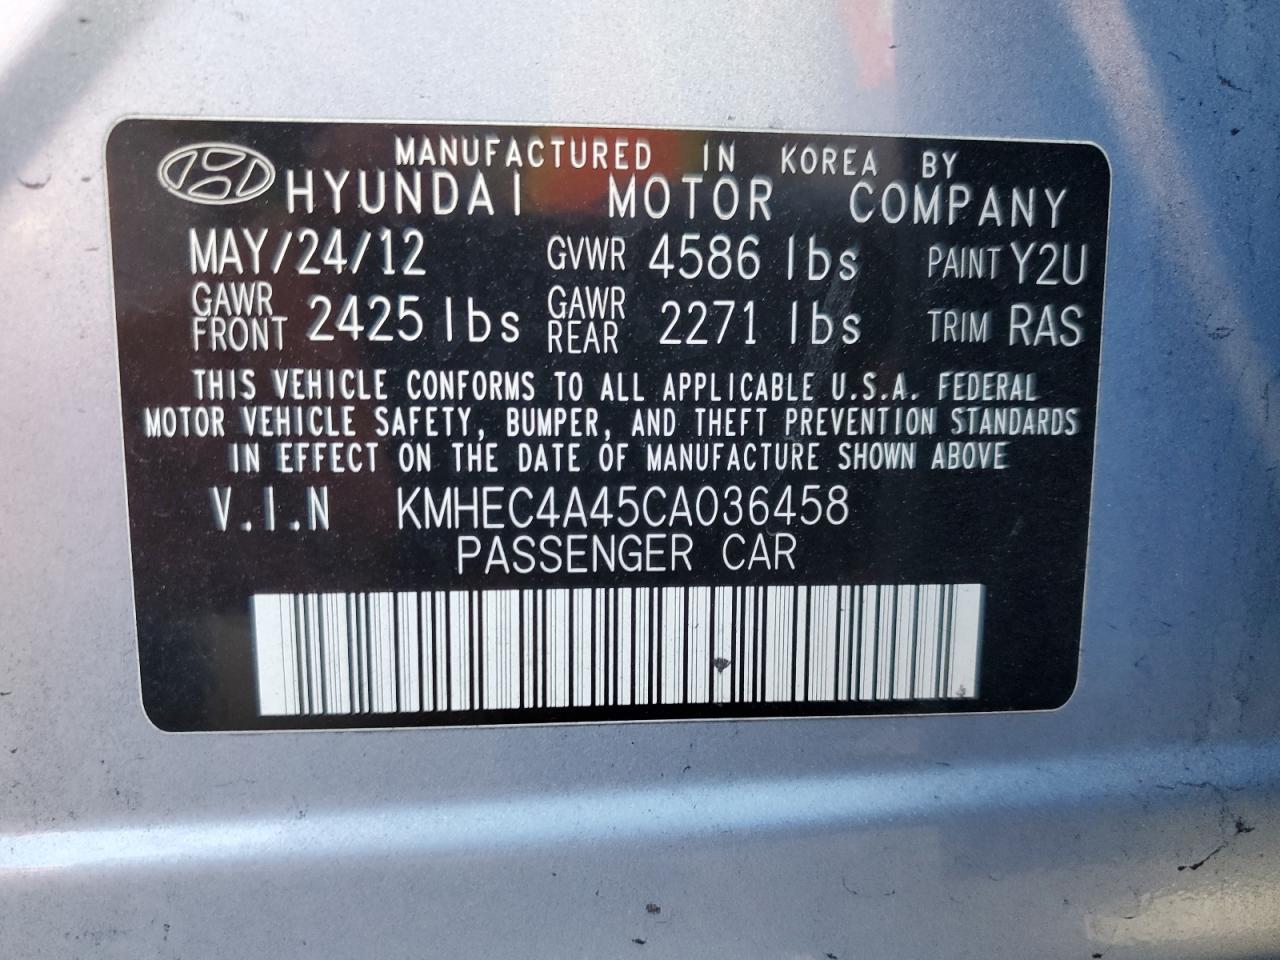 MANUFACTURED IN KOREA BY
HYUNDAI MOTOR COMPANY
MAY/24/12 GVWR 4586 lbs PAINT Y2U
GAWR FRONT 2425 lbs GAWR REAR 2271 lbs TRIM RAS
THIS VEHICLE CONFORMS TO ALL APPLICABLE U.S.A. FEDERAL
MOTOR VEHICLE SAFETY, BUMPER, AND THEFT PREVENTION STANDARDS
IN EFFECT ON THE DATE OF MANUFACTURE SHOWN ABOVE
V.I.N KMHEC4A45CA036458
PASSENGER CAR